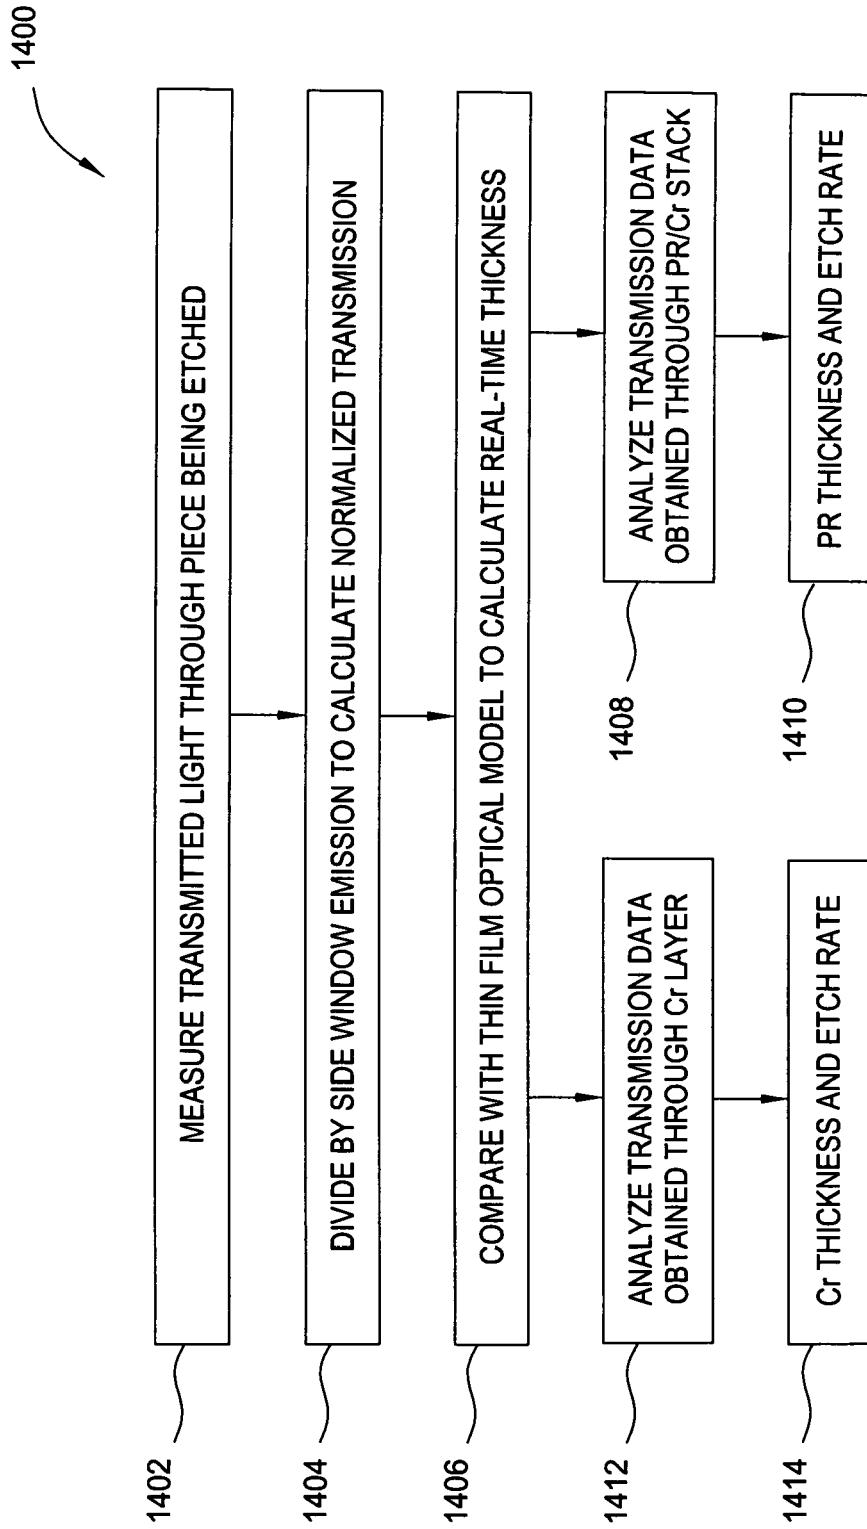 1400
1402
MEASURE TRANSMITTED LIGHT THROUGH PIECE BEING ETCHED
1404
DIVIDE BY SIDE WINDOW EMISSION TO CALCULATE NORMALIZED TRANSMISSION
1406
COMPARE WITH THIN FILM OPTICAL MODEL TO CALCULATE REAL-TIME THICKNESS
1412
ANALYZE TRANSMISSION DATA
OBTAINED THROUGH Cr LAYER
1408
ANALYZE TRANSMISSION DATA
OBTAINED THROUGH PR/Cr STACK
1414
Cr THICKNESS AND ETCH RATE
1410
PR THICKNESS AND ETCH RATE